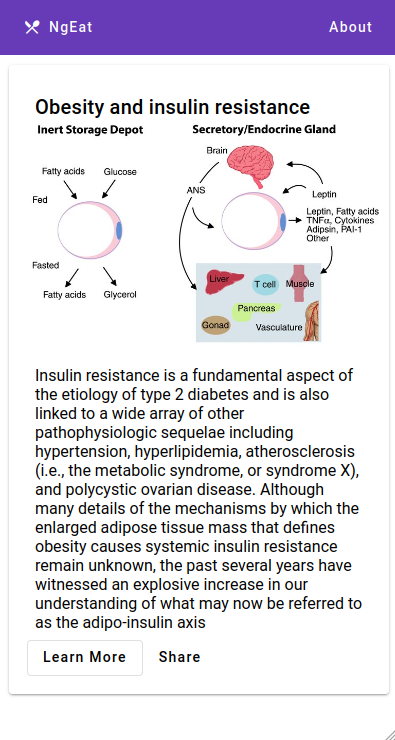 NgEat About
Obesity and insulin resistance
Inert Storage Depot
Secretory/Endocrine Gland
Fatty acids Glucose
Fed
Fasted
Fatty acids Glycerol
Brain
ANS
Leptin
Leptin, Fatty acids
TNFα, Cytokines
Adipsin, PAI-1
Other
Liver
T cell
Muscle
Pancreas
Gonad
Vasculature
Insulin resistance is a fundamental aspect of
the etiology of type 2 diabetes and is also
linked to a wide array of other
pathophysiologic sequelae including
hypertension, hyperlipidemia, atherosclerosis
(i.e., the metabolic syndrome, or syndrome X),
and polycystic ovarian disease. Although
many details of the mechanisms by which the
enlarged adipose tissue mass that defines
obesity causes systemic insulin resistance
remain unknown, the past several years have
witnessed an explosive increase in our
understanding of what may now be referred to
as the adipo-insulin axis
Learn More Share